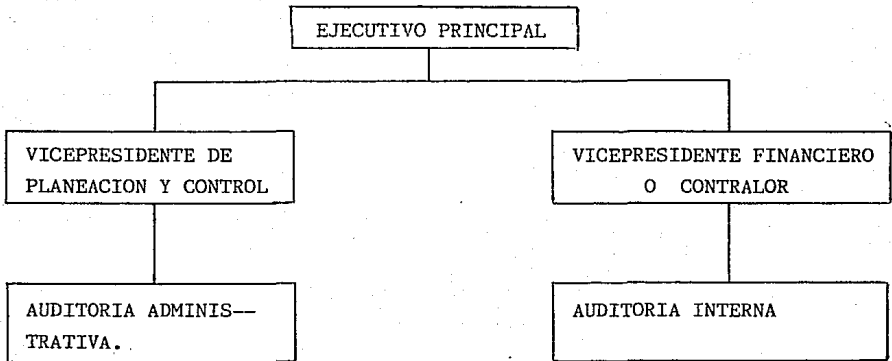 EJECUTIVO PRINCIPAL
VICEPRESIDENTE DE
PLANEACION Y CONTROL
VICEPRESIDENTE FINANCIERO
O CONTRALOR
AUDITORIA ADMINIS--
TRATIVA.
AUDITORIA INTERNA